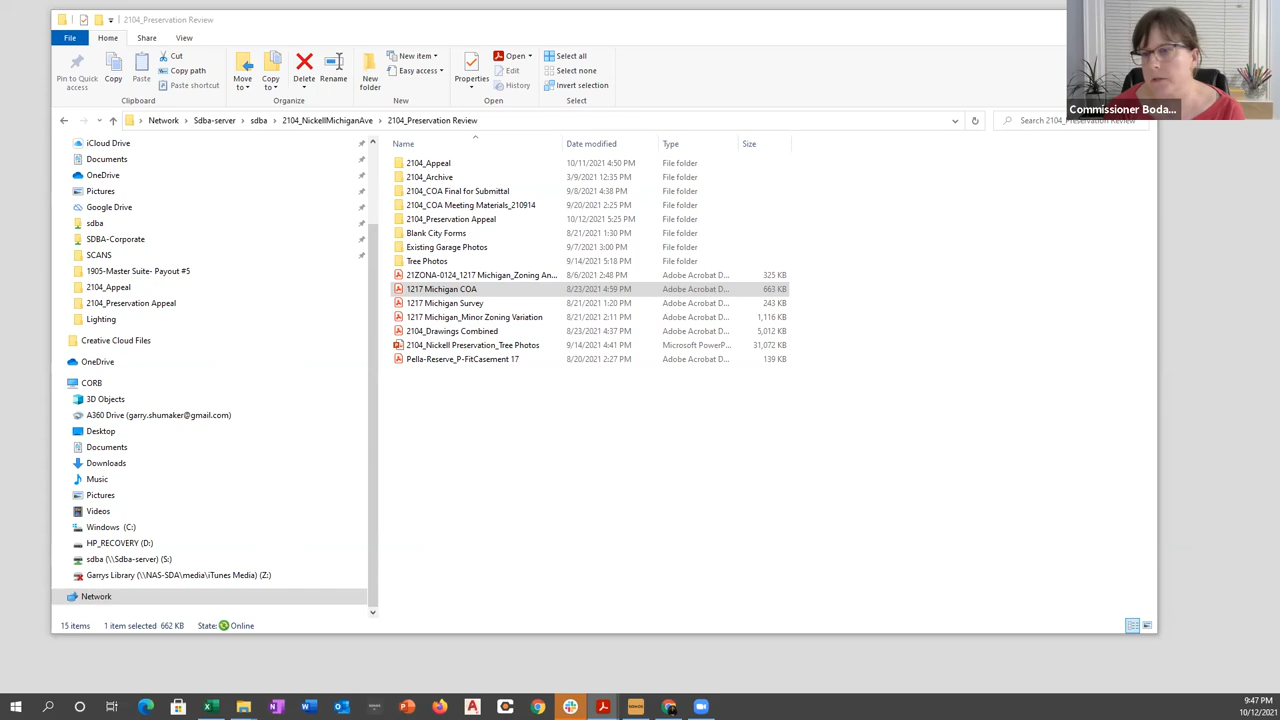 2104_Preservation Review
File Home Share View
Pin to Quick access
Copy
Paste
Cut
Copy path
Paste shortcut
Clipboard
Move to
Copy to
Delete
Rename
Organize
New folder
New item
Easy access
New
Properties
Open
Edit
History
Open
Select all
Select none
Invert selection
Select
Commissioner Boda...
Network > Sdba-server > sdba > 2104_NickellMichiganAve > 2104_Preservation Review
Search 2104_Preservation Review
iCloud Drive
Documents
OneDrive
Pictures
Google Drive
sdba
SDBA-Corporate
SCANS
1905-Master Suite- Payout #5
2104_Appeal
2104_Preservation Appeal
Lighting
Creative Cloud Files
OneDrive
CORB
3D Objects
A360 Drive (garry.shumaker@gmail.com)
Desktop
Documents
Downloads
Music
Pictures
Videos
Windows (C:)
HP_RECOVERY (D:)
sdba (\\Sdba-server) (S:)
Garrys Library (\\NAS-SDA\media\iTunes Media) (Z:)
Network
Name Date modified Type Size
2104_Appeal 10/11/2021 4:50 PM File folder
2104_Archive 3/9/2021 12:35 PM File folder
2104_COA Final for Submittal 9/8/2021 4:38 PM File folder
2104_COA Meeting Materials_210914 9/20/2021 2:25 PM File folder
2104_Preservation Appeal 10/12/2021 5:25 PM File folder
Blank City Forms 8/21/2021 1:30 PM File folder
Existing Garage Photos 9/7/2021 3:00 PM File folder
Tree Photos 9/14/2021 5:18 PM File folder
21ZONA-0124_1217 Michigan_Zoning An... 8/6/2021 2:48 PM Adobe Acrobat D... 325 KB
1217 Michigan COA 8/23/2021 4:59 PM Adobe Acrobat D... 663 KB
1217 Michigan Survey 8/21/2021 1:20 PM Adobe Acrobat D... 243 KB
1217 Michigan_Minor Zoning Variation 8/21/2021 2:11 PM Adobe Acrobat D... 1,116 KB
2104_Drawings Combined 8/23/2021 4:37 PM Adobe Acrobat D... 5,012 KB
2104_Nickell Preservation_Tree Photos 9/14/2021 4:41 PM Microsoft PowerP... 31,072 KB
Pella-Reserve_P-FitCasement 17 8/20/2021 2:27 PM Adobe Acrobat D... 139 KB
15 items 1 item selected 662 KB State: Online
9:47 PM
10/12/2021